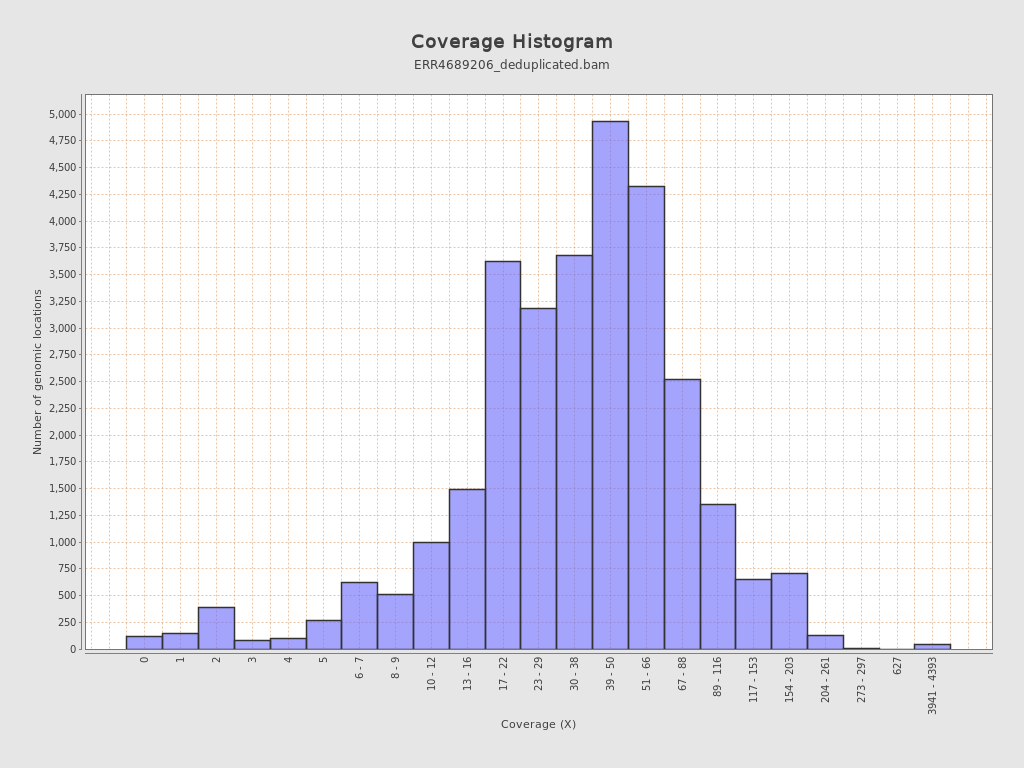 Coverage Histogram
ERR4689206_deduplicated.bam
Number of genomic locations
5,000
4,750
4,500
4,250
4,000
3,750
3,500
3,250
3,000
2,750
2,500
2,250
2,000
1,750
1,500
1,250
1,000
750
500
250
0
0
1
2
3
4
5
6 - 7
8 - 9
10 - 12
13 - 16
17 - 22
23 - 29
30 - 38
39 - 50
51 - 66
67 - 88
89 - 116
117 - 153
154 - 203
204 - 261
273 - 297
627
3941 - 4393
Coverage (X)